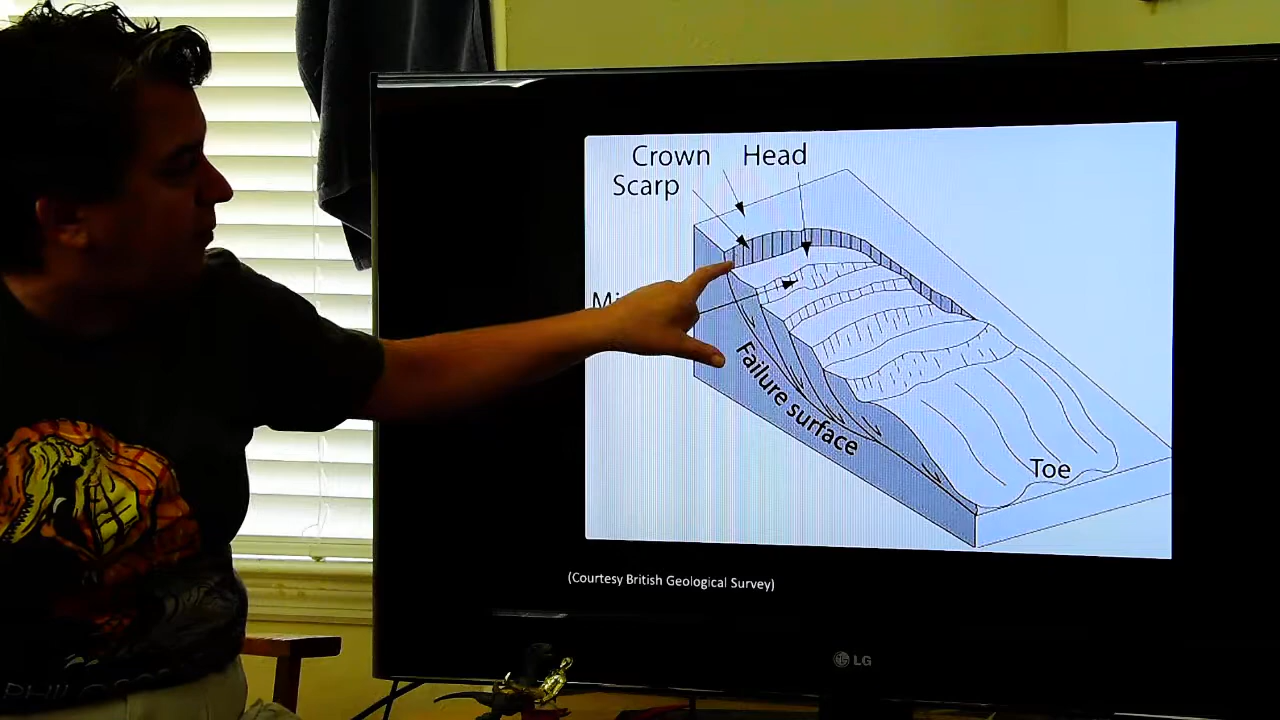 Crown Head
Scarp
Failure surface
Toe
(Courtesy British Geological Survey)
LG